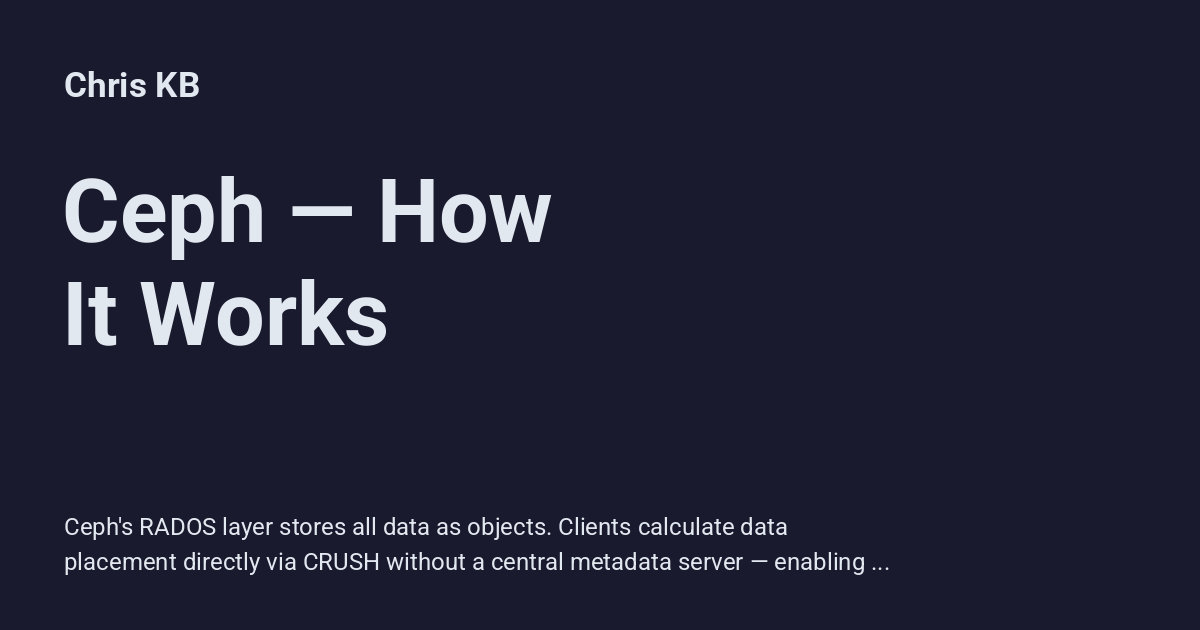 Chris KB
Ceph — How
It Works
Ceph's RADOS layer stores all data as objects. Clients calculate data
placement directly via CRUSH without a central metadata server — enabling ...